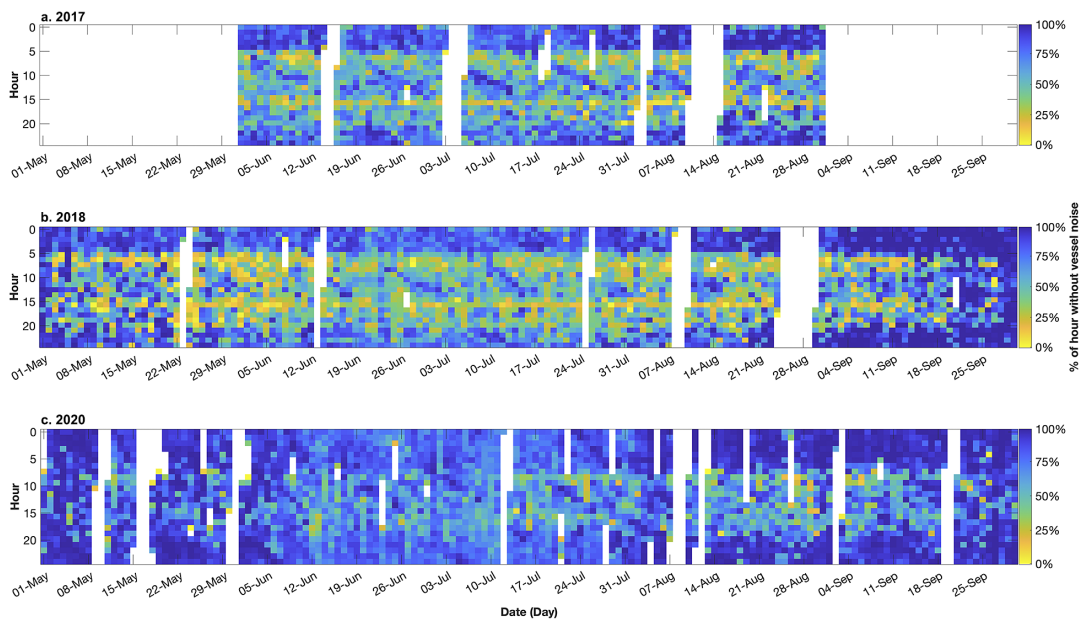 a. 2017
Hour
0
5
10
15
20
01-May 08-May 15-May 22-May 29-May 05-Jun 12-Jun 19-Jun 26-Jun 03-Jul 10-Jul 17-Jul 24-Jul 31-Jul 07-Aug 14-Aug 21-Aug 28-Aug 04-Sep 11-Sep 18-Sep 25-Sep
100%
75%
50%
25%
0%
b. 2018
Hour
0
5
10
15
20
01-May 08-May 15-May 22-May 29-May 05-Jun 12-Jun 19-Jun 26-Jun 03-Jul 10-Jul 17-Jul 24-Jul 31-Jul 07-Aug 14-Aug 21-Aug 28-Aug 04-Sep 11-Sep 18-Sep 25-Sep
100%
75%
50%
25%
0%
% of hour without vessel noise
c. 2020
Hour
0
5
10
15
20
01-May 08-May 15-May 22-May 29-May 05-Jun 12-Jun 19-Jun 26-Jun 03-Jul 10-Jul 17-Jul 24-Jul 31-Jul 07-Aug 14-Aug 21-Aug 28-Aug 04-Sep 11-Sep 18-Sep 25-Sep
100%
75%
50%
25%
0%
Date (Day)